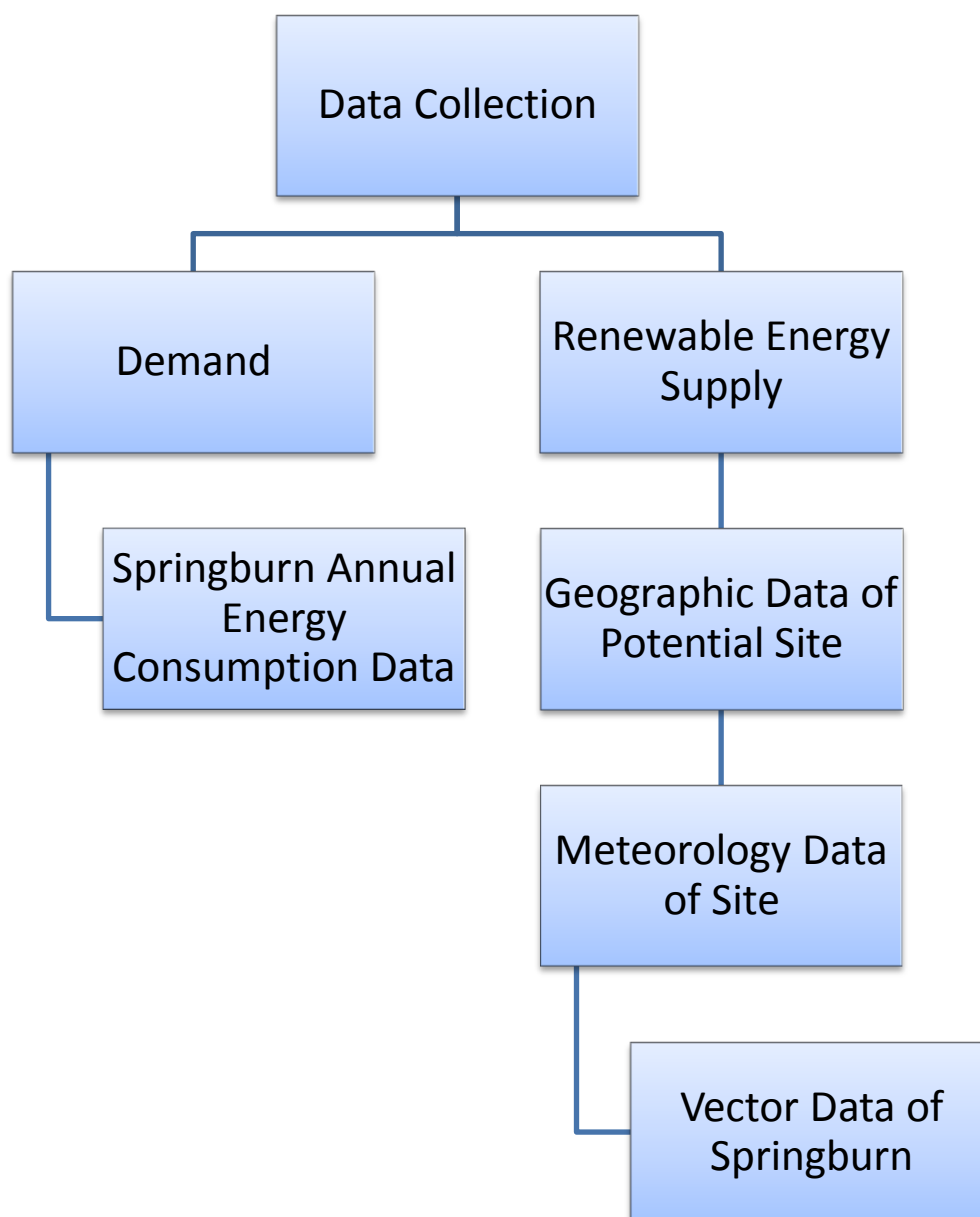 Data Collection
Demand
Renewable Energy
Supply
Springburn Annual
Energy
Consumption Data
Geographic Data of
Potential Site
Meteorology Data
of Site
Vector Data of
Springburn